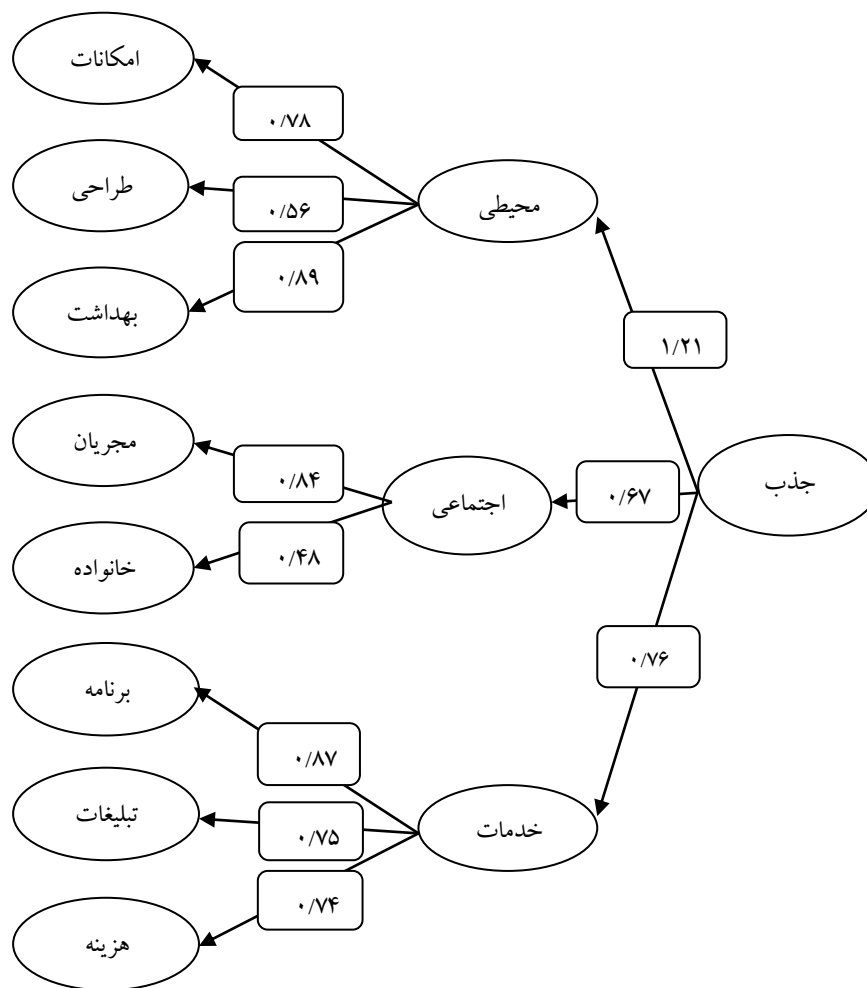 امکانات
۰/۷۸
طراحی
محیطی
۰/۵۶
۰/۸۹
بهداشت
۱/۲۱
مجریان
۰/۸۴
جذب
۰/۶۷
اجتماعی
۰/۴۸
خانواده
۰/۷۶
برنامه
۰/۸۷
تبلیغات
خدمات
۰/۷۵
۰/۷۴
هزینه